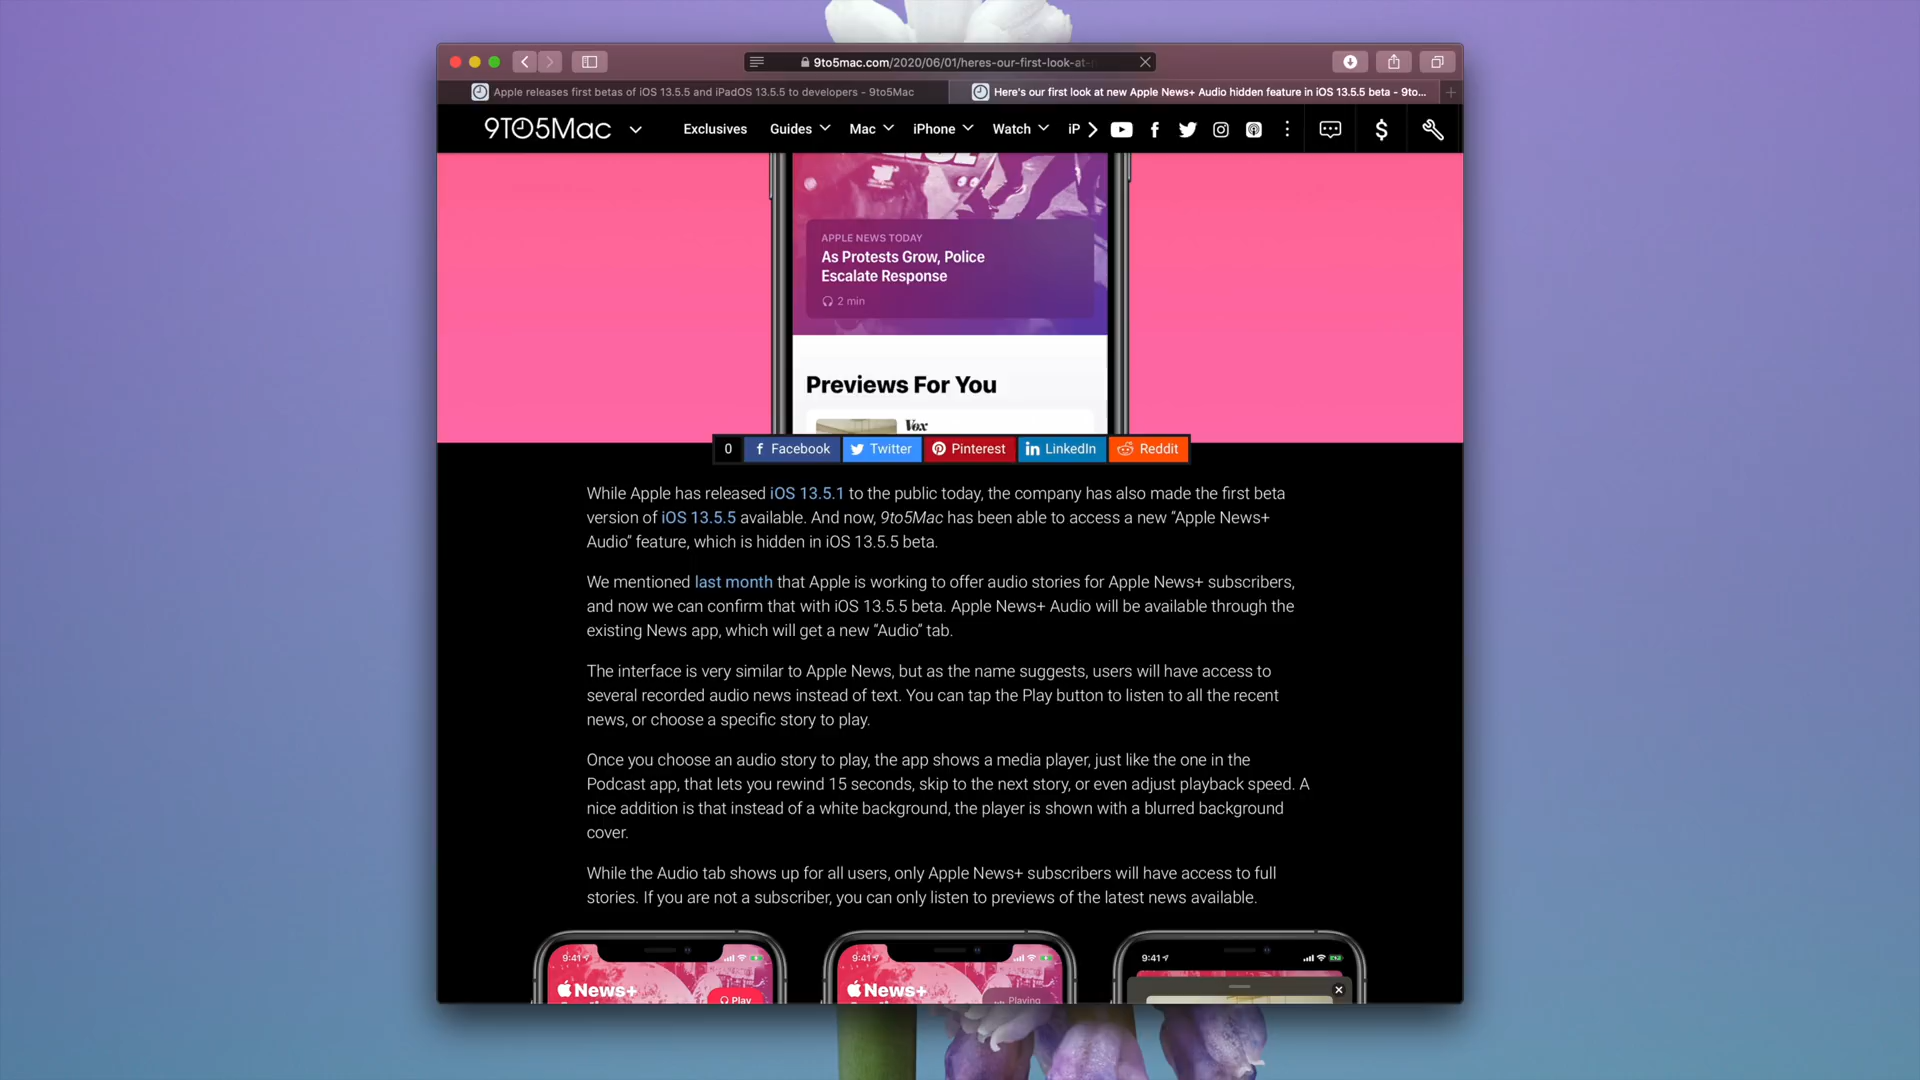 9to5mac.com/2020/06/01/heres-our-first-look-at-
Apple releases first betas of iOS 13.5.5 and iPadOS 13.5.5 to developers - 9to5Mac
Here's our first look at new Apple News+ Audio hidden feature in iOS 13.5.5 beta - 9to...
9TO5Mac Exclusives Guides Mac iPhone Watch iP
APPLE NEWS TODAY
As Protests Grow, Police
Escalate Response
2 min
Previews For You
Vox
0 Facebook Twitter Pinterest LinkedIn Reddit
While Apple has released iOS 13.5.1 to the public today, the company has also made the first beta
version of iOS 13.5.5 available. And now, 9to5Mac has been able to access a new “Apple News+
Audio” feature, which is hidden in iOS 13.5.5 beta.
We mentioned last month that Apple is working to offer audio stories for Apple News+ subscribers,
and now we can confirm that with iOS 13.5.5 beta. Apple News+ Audio will be available through the
existing News app, which will get a new “Audio” tab.
The interface is very similar to Apple News, but as the name suggests, users will have access to
several recorded audio news instead of text. You can tap the Play button to listen to all the recent
news, or choose a specific story to play.
Once you choose an audio story to play, the app shows a media player, just like the one in the
Podcast app, that lets you rewind 15 seconds, skip to the next story, or even adjust playback speed. A
nice addition is that instead of a white background, the player is shown with a blurred background
cover.
While the Audio tab shows up for all users, only Apple News+ subscribers will have access to full
stories. If you are not a subscriber, you can only listen to previews of the latest news available.
9:41 9:41 9:41
News+ Play News+ Playing